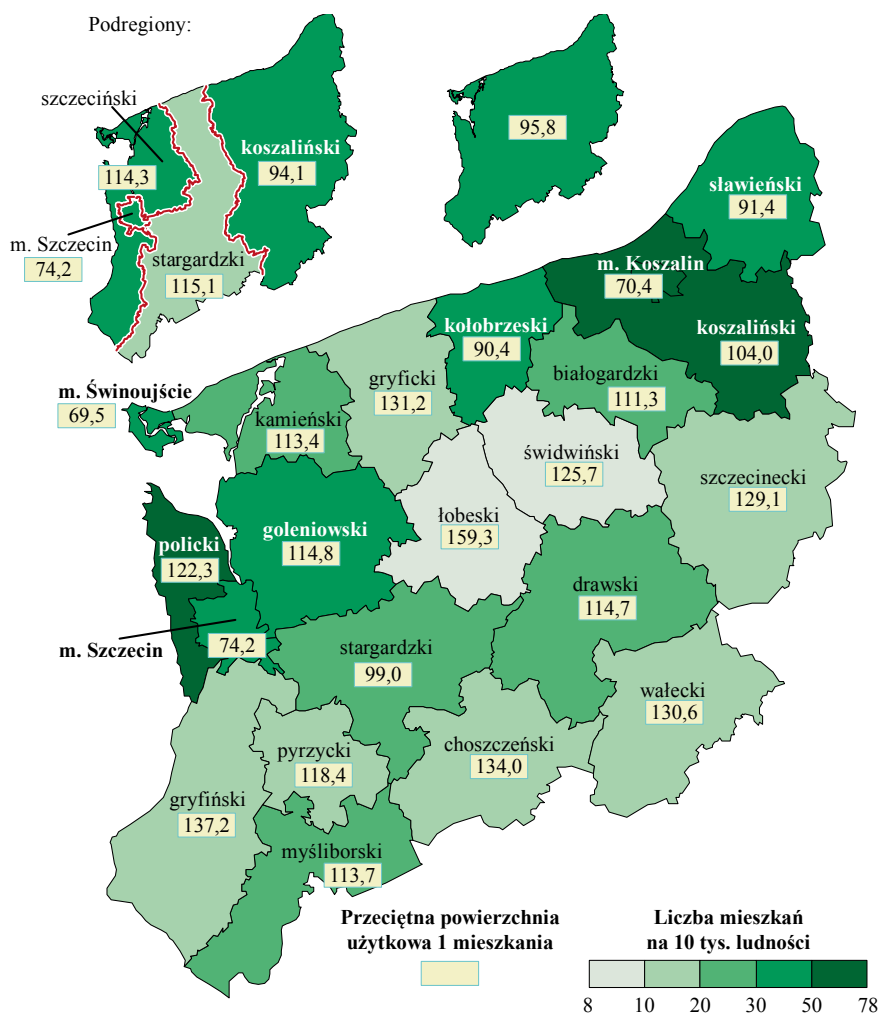 Podregiony:
szczeciński
114,3
koszaliński
94,1
m. Szczecin
74,2
stargardzki
115,1
95,8
sławieński
91,4
m. Koszalin
70,4
koszaliński
104,0
kołobrzeski
90,4
białogardzki
111,3
gryficki
131,2
m. Świnoujście
69,5
kamieński
113,4
świdwiński
125,7
szczecinecki
129,1
łobeski
159,3
goleniowski
114,8
policki
122,3
drawski
114,7
m. Szczecin
74,2
stargardzki
99,0
wałecki
130,6
choszczeński
134,0
pyrzycki
118,4
gryfiński
137,2
myśliborski
113,7
Przeciętna powierzchnia
użytkowa 1 mieszkania
Liczba mieszkań
na 10 tys. ludności
8 10 20 30 50 78